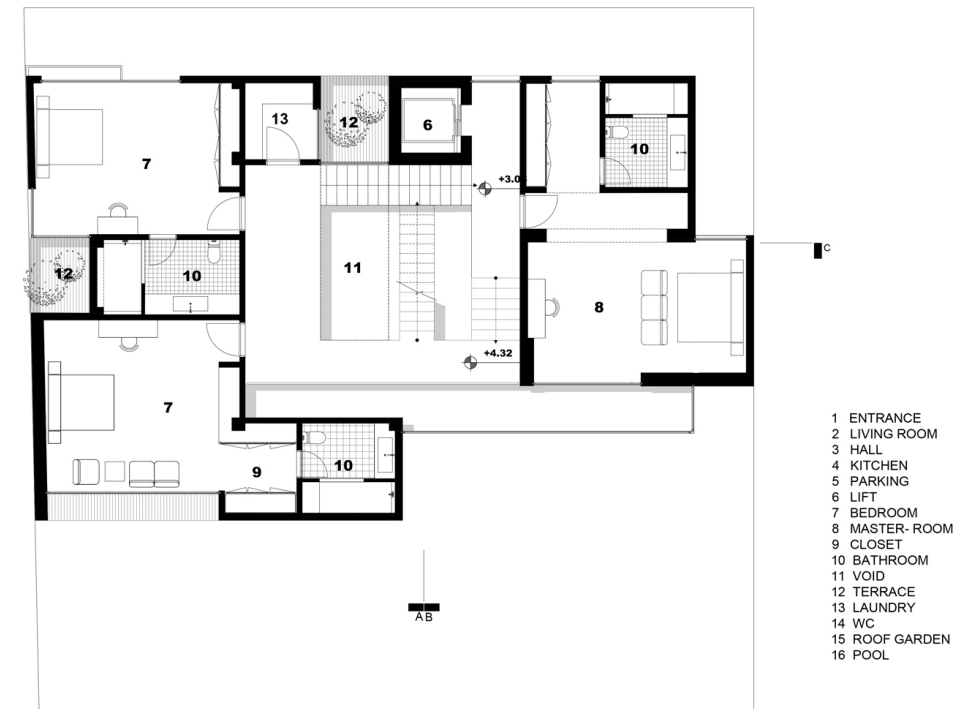 13
12
6
10
7
+3.0
C
12
10
11
8
+4.32
7
9
10
A B
1 ENTRANCE
2 LIVING ROOM
3 HALL
4 KITCHEN
5 PARKING
6 LIFT
7 BEDROOM
8 MASTER- ROOM
9 CLOSET
10 BATHROOM
11 VOID
12 TERRACE
13 LAUNDRY
14 WC
15 ROOF GARDEN
16 POOL